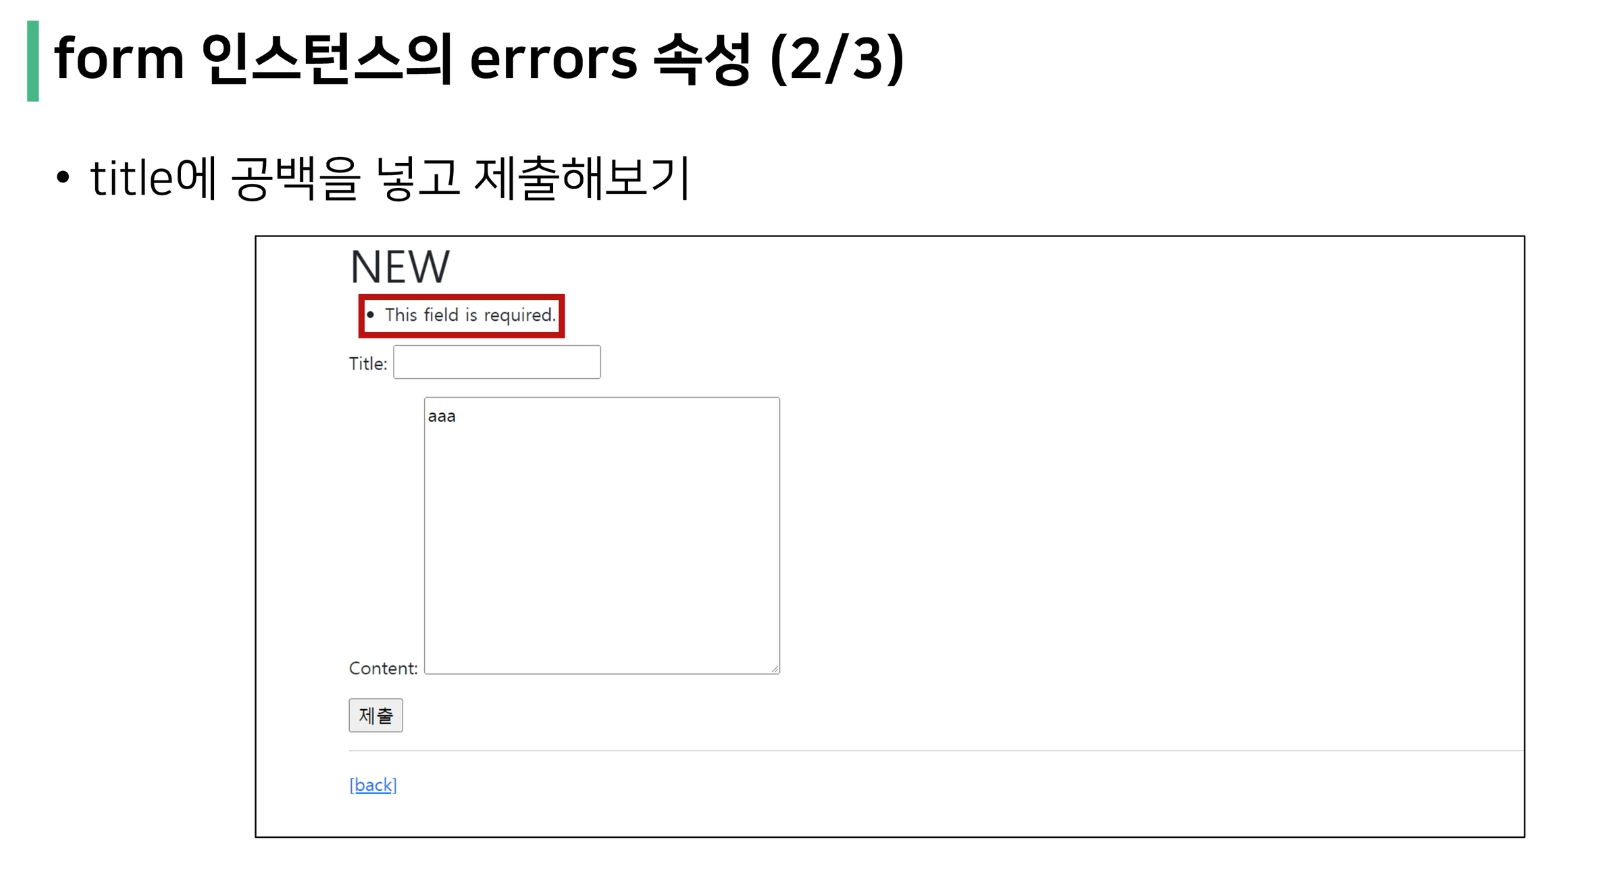 form 인스턴스의 errors 속성 (2/3)
• title에 공백을 넣고 제출해보기
NEW
• This field is required.
Title:
aaa
Content:
제출
[back]